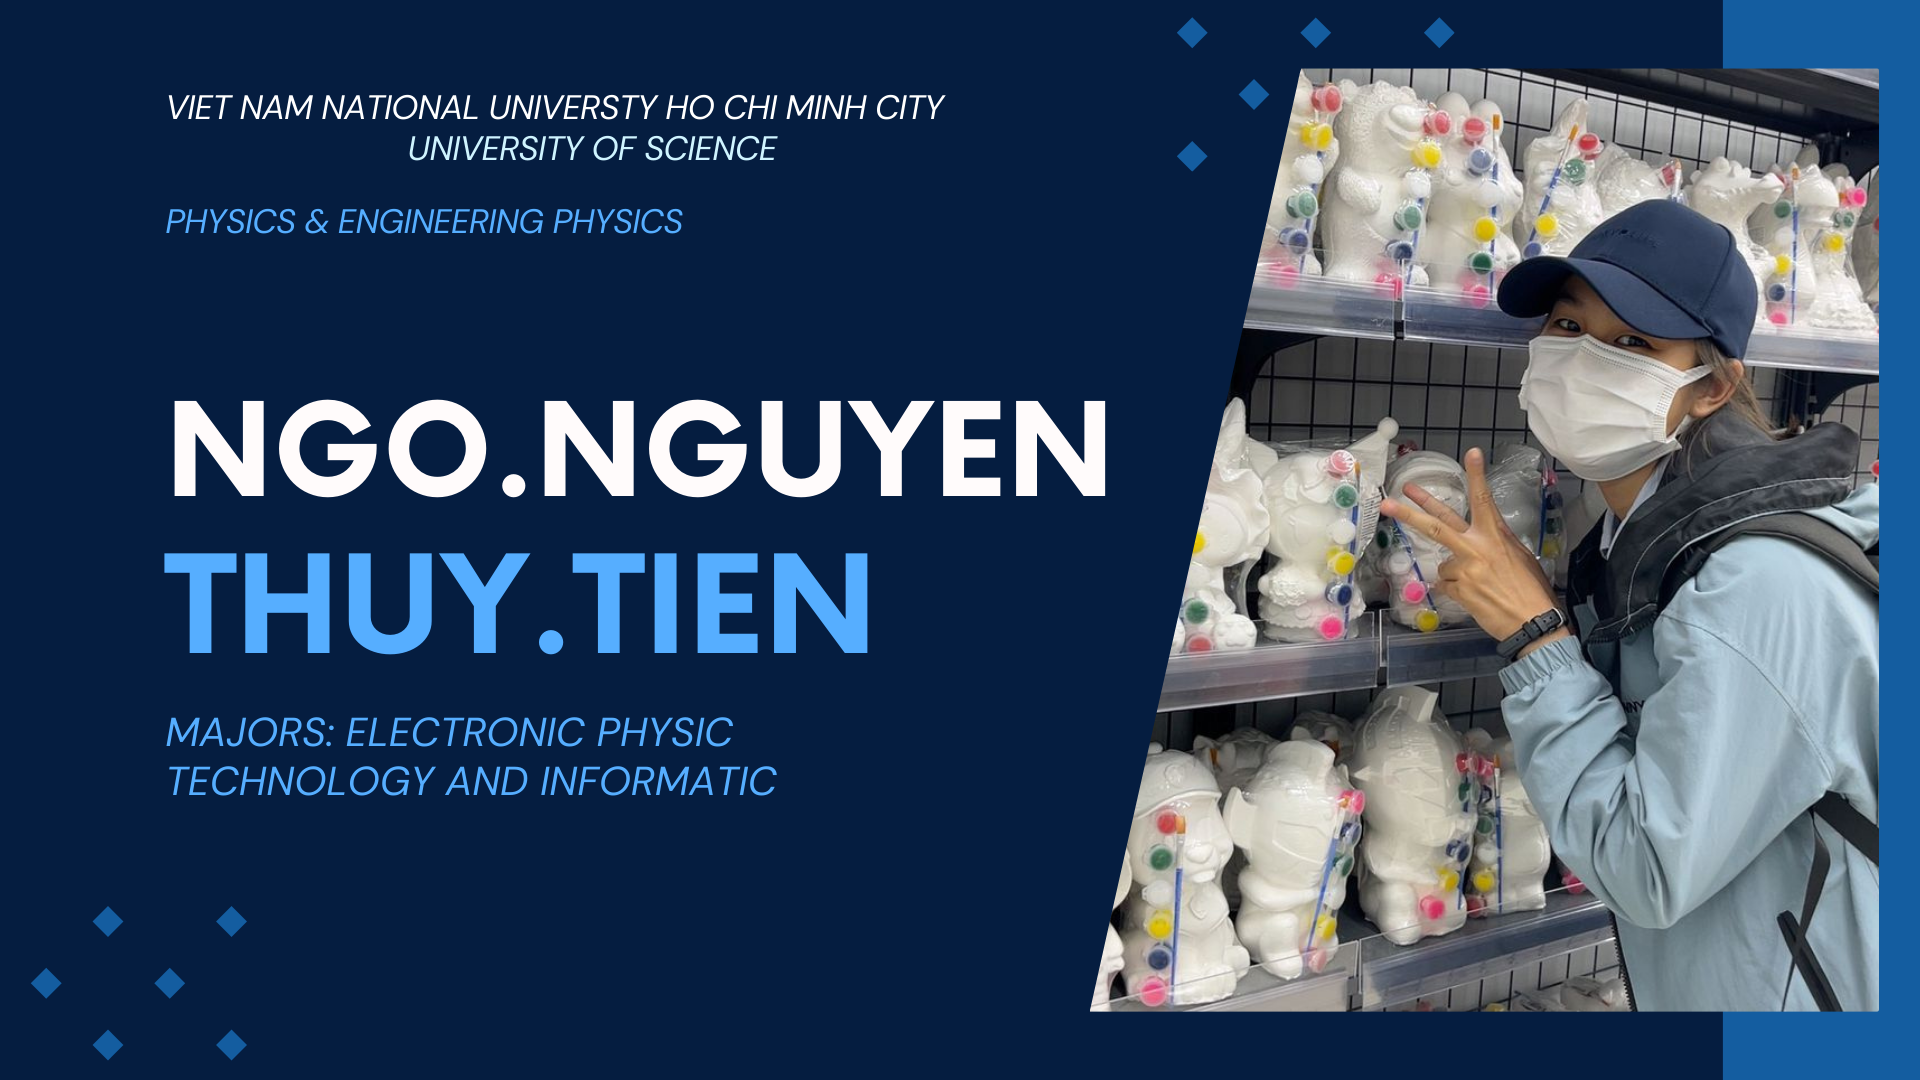 VIET NAM NATIONAL UNIVERSTY HO CHI MINH CITY
UNIVERSITY OF SCIENCE
PHYSICS & ENGINEERING PHYSICS
NGO.NGUYEN
THUY.TIEN
MAJORS: ELECTRONIC PHYSIC
TECHNOLOGY AND INFORMATIC